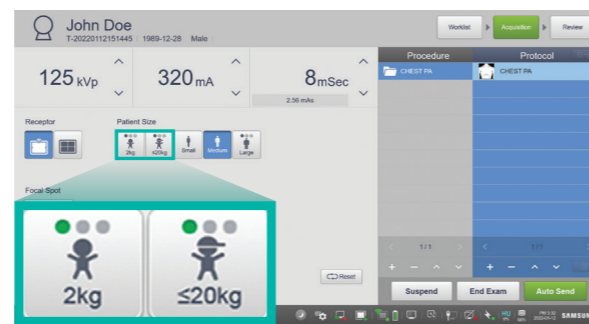 John Doe
T-20220112151445 1989-12-28 Male
Worklist Acquisition Review
125 kVp
320 mA
8 mSec
2.56 mAs
Procedure Protocol
CHEST PA CHEST PA
Receptor Patient Size
2kg ≤20kg Small Medium Large
Focal Spot
2kg ≤20kg
Reset
1/1 1/1
Suspend End Exam Auto Send
SAMSUNG